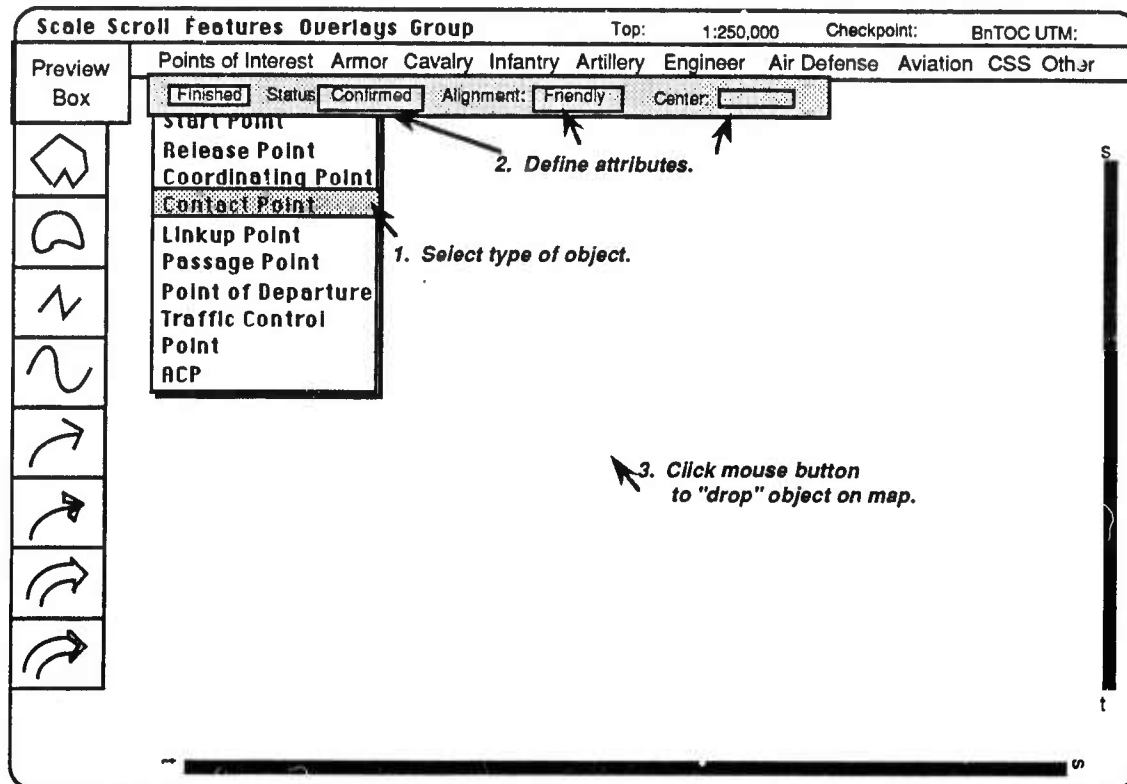 Scale Scroll Features Overlays Group Top: 1:250,000 Checkpoint: BnTOC UTM:
Preview Box
Points of Interest Armor Cavalry Infantry Artillery Engineer Air Defense Aviation CSS Other
Finished Status Confirmed Alignment: Friendly Center:
Start Point
Release Point
Coordinating Point
Contact Point
Linkup Point
Passage Point
Point of Departure
Traffic Control
Point
ACP
2. Define attributes.
1. Select type of object.
3. Click mouse button
to "drop" object on map.
s
t
t
s